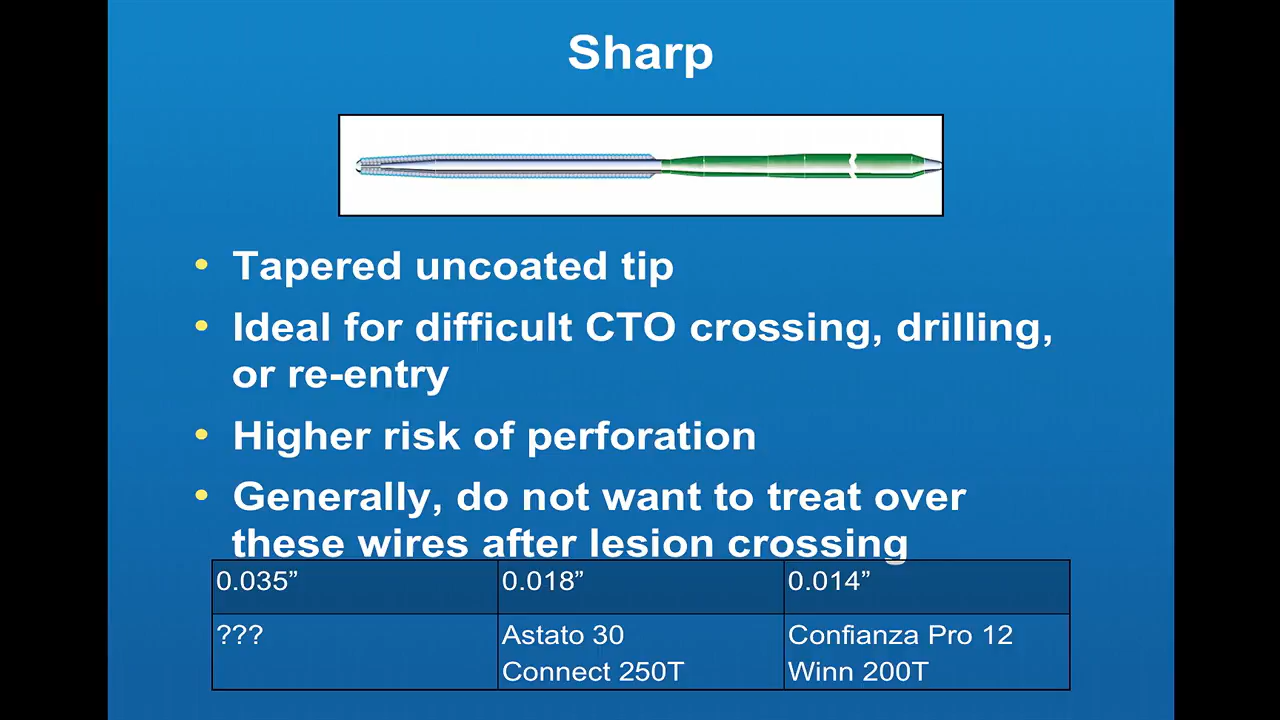 Sharp
• Tapered uncoated tip
• Ideal for difficult CTO crossing, drilling,
or re-entry
• Higher risk of perforation
• Generally, do not want to treat over
these wires after lesion crossing
0.035” 0.018” 0.014”
??? Astato 30 Confianza Pro 12
Connect 250T Winn 200T